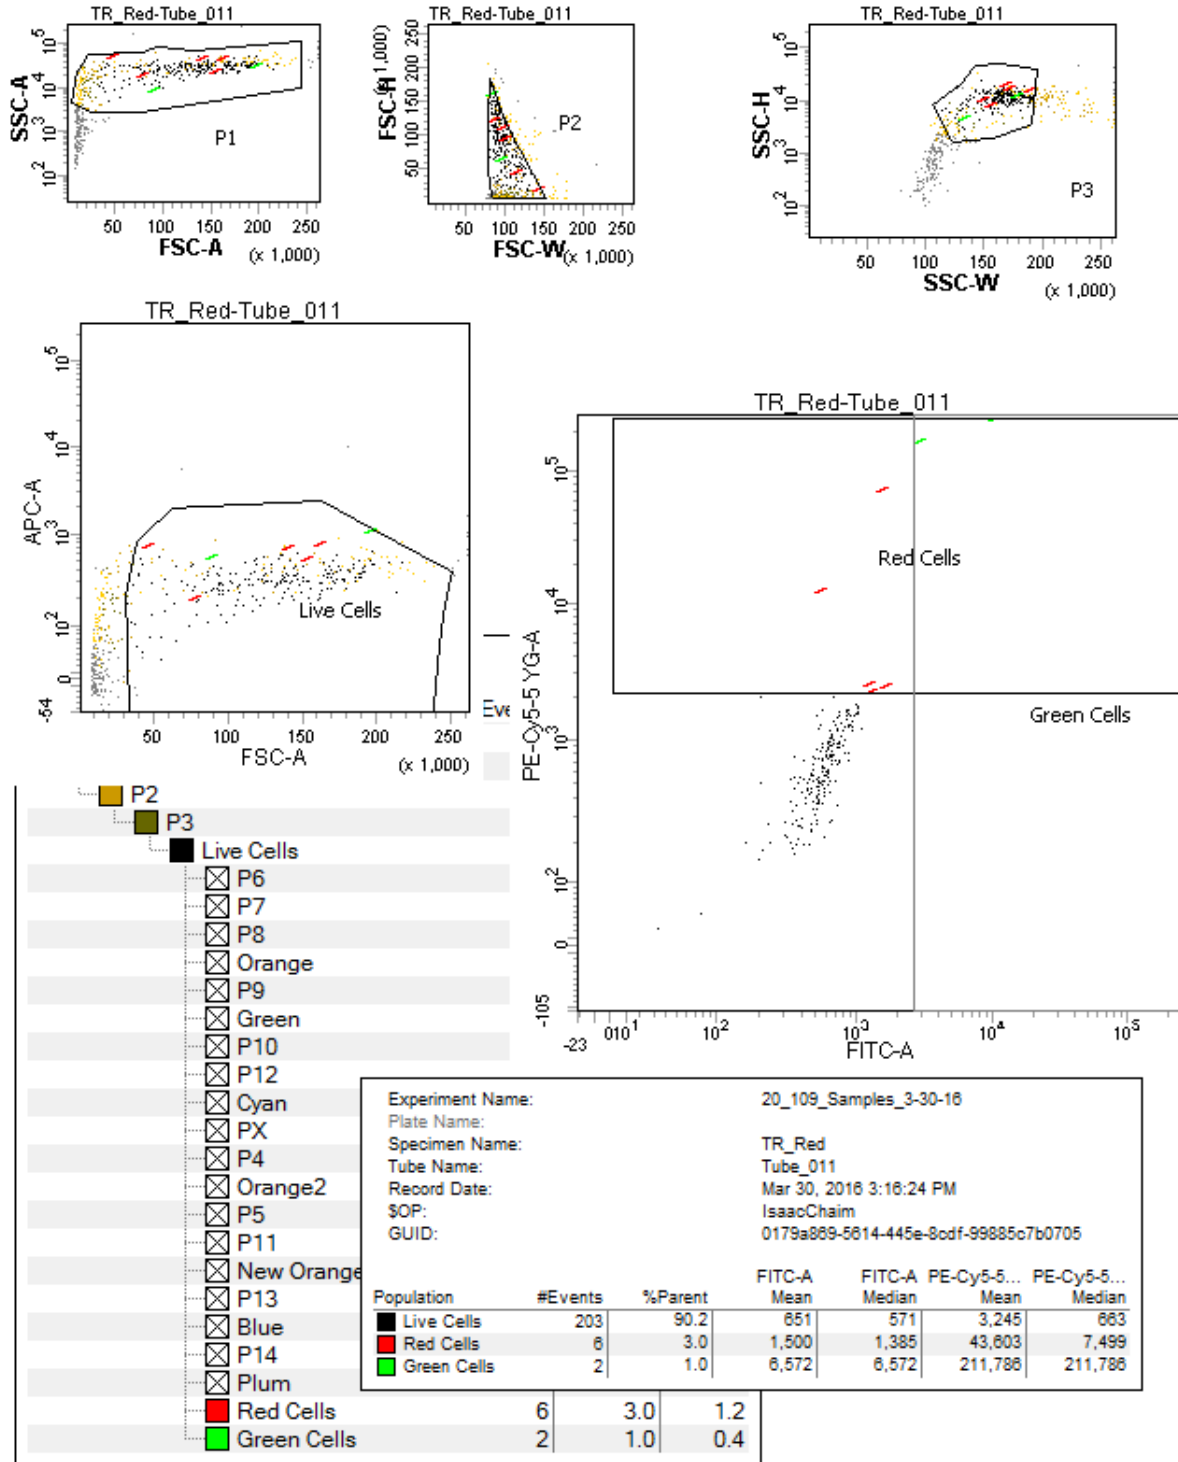 TR_Red-Tube_011
SSC-A
10^5
10^4
10^3
10^2
P1
50 100 150 200 250
FSC-A (x 1,000)
TR_Red-Tube_011
FSC-H
(x 1,000)
250
200
150
100
50
P2
50 100 150 200 250
FSC-W (x 1,000)
TR_Red-Tube_011
SSC-H
10^5
10^4
10^3
10^2
P3
50 100 150 200 250
SSC-W (x 1,000)
TR_Red-Tube_011
APC-A
10^5
10^4
10^3
10^2
0
-54
Live Cells
50 100 150 200 250
FSC-A
(x 1,000)
TR_Red-Tube_011
PE-Cy5-5 YG-A
10^5
10^4
10^3
10^2
0
-105
Red Cells
Green Cells
-23 010^1 10^2 10^3 10^4 10^5
FITC-A
Eve
P2
P3
Live Cells
P6
P7
P8
Orange
P9
Green
P10
P12
Cyan
PX
P4
Orange2
P5
P11
New Orange
P13
Blue
P14
Plum
Red Cells 6 3.0 1.2
Green Cells 2 1.0 0.4
Experiment Name: 20_109_Samples_3-30-16
Plate Name:
Specimen Name: TR_Red
Tube Name: Tube_011
Record Date: Mar 30, 2016 3:16:24 PM
$OP: IsaacChaim
GUID: 0179a869-5614-445e-8cdf-99885c7b0705
FITC-A FITC-A PE-Cy5-5... PE-Cy5-5...
Population #Events %Parent Mean Median Mean Median
Live Cells 203 90.2 651 571 3,245 663
Red Cells 6 3.0 1,500 1,385 43,603 7,499
Green Cells 2 1.0 6,572 6,572 211,786 211,786